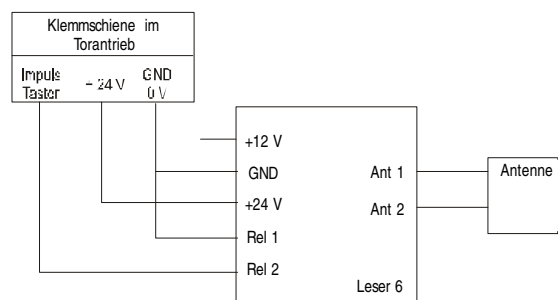 Klemmschiene im
Torantrieb
Impuls
Taster
- 24 V
GND
0 V
+12 V
GND
+24 V
Rel 1
Rel 2
Ant 1
Ant 2
Leser 6
Antenne